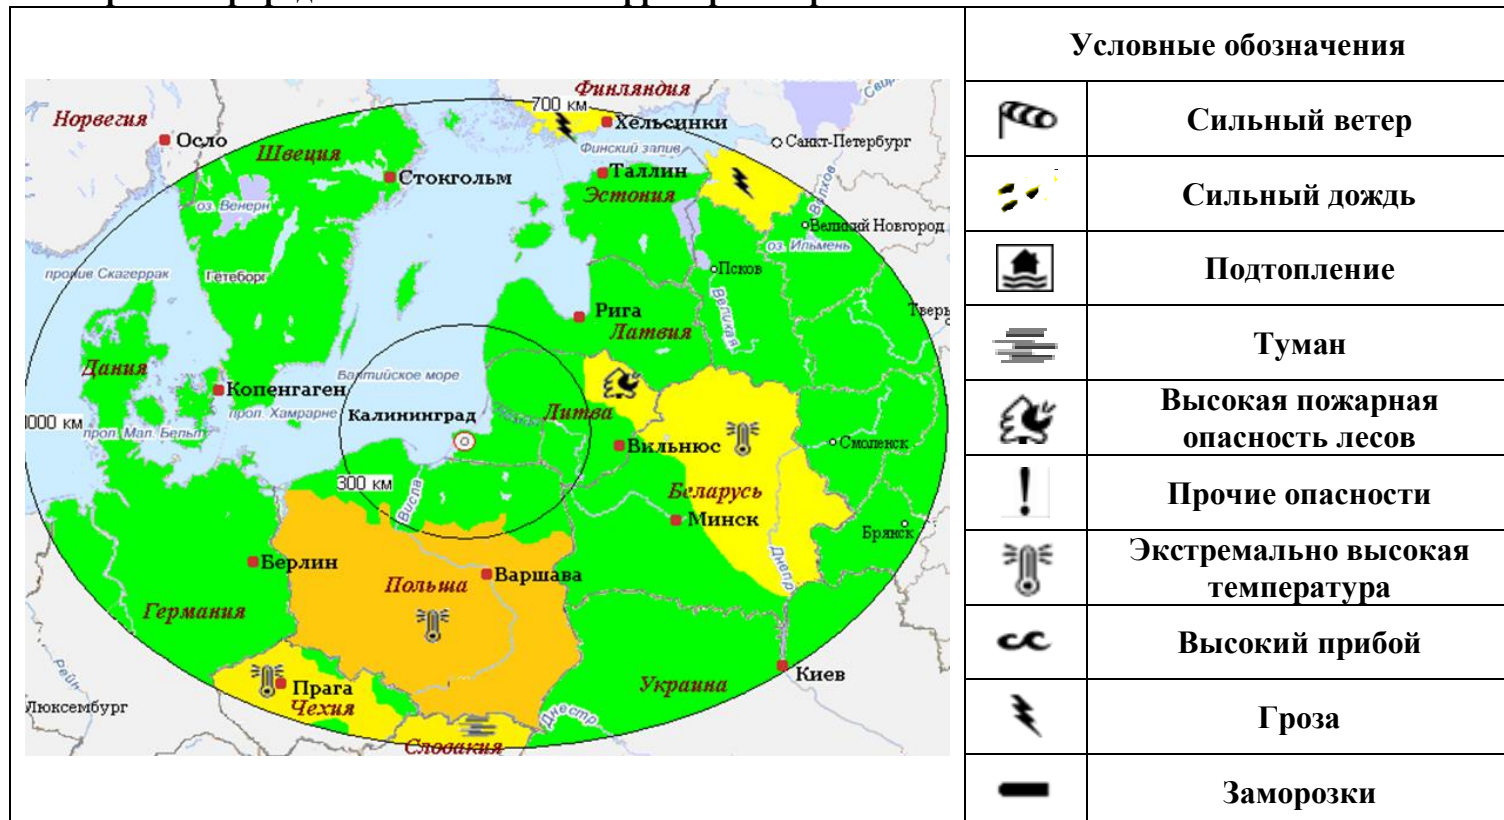 Условные обозначения
Сильный ветер
Сильный дождь
Подтопление
Туман
Высокая пожарная
опасность лесов
Прочие опасности
Экстремально высокая
температура
Высокий прибой
Гроза
Заморозки
Финляндия
700 км
Норвегия
Хельсинки
Осло
Санкт-Петербург
Швеция
Финский залив
Стокгольм
Таллин
Эстония
Волхов
оз. Венерн
Великий Новгород
оз. Ильмень
пролив Скагеррак
Гетеборг
Псков
Великая
Рига
Тверь
Латвия
Дания
Балтийское море
Копенгаген
прол. Хамрарне
Калининград
Литва
1000 км
прол. Мал. Бельт
Вильнюс
Смоленск
300 км
Висла
Беларусь
Минск
Брянск
Берлин
Варшава
Днепр
Польша
Германия
Рейн
Прага
Украина
Киев
Чехия
Люксембург
Днестр
Словакия